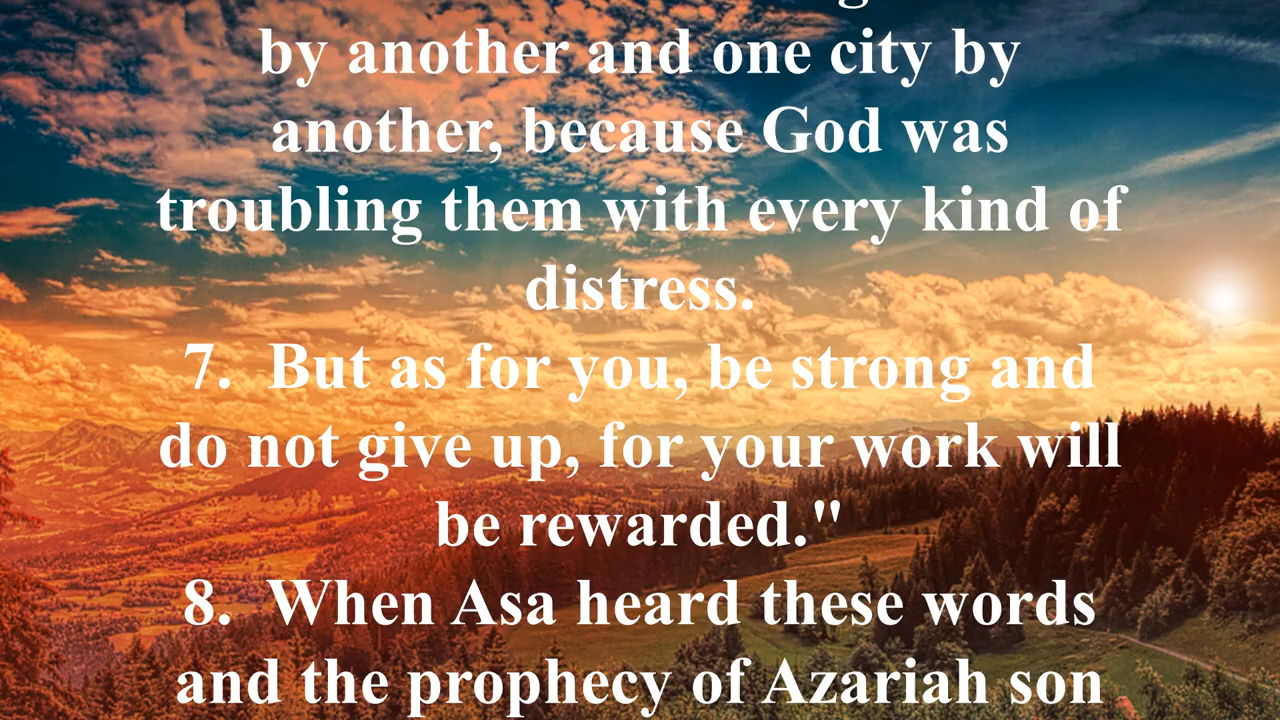 by another and one city by
another, because God was
troubling them with every kind of
distress.
7. But as for you, be strong and
do not give up, for your work will
be rewarded."
8. When Asa heard these words
and the prophecy of Azariah son